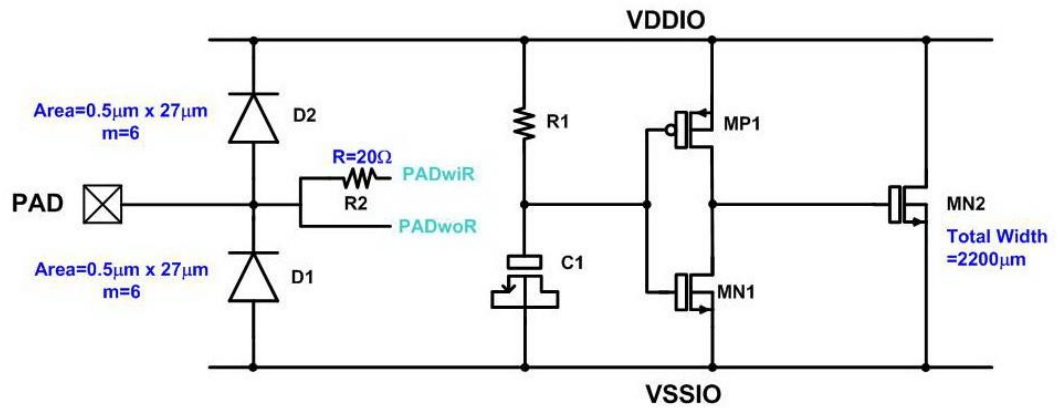 VDDIO
Area=0.5μm x 27μm
m=6
D2
R1
MP1
R=20Ω
PADwiR
R2
PAD
PADwoR
MN2
Total Width
=2200μm
Area=0.5μm x 27μm
m=6
D1
C1
MN1
VSSIO